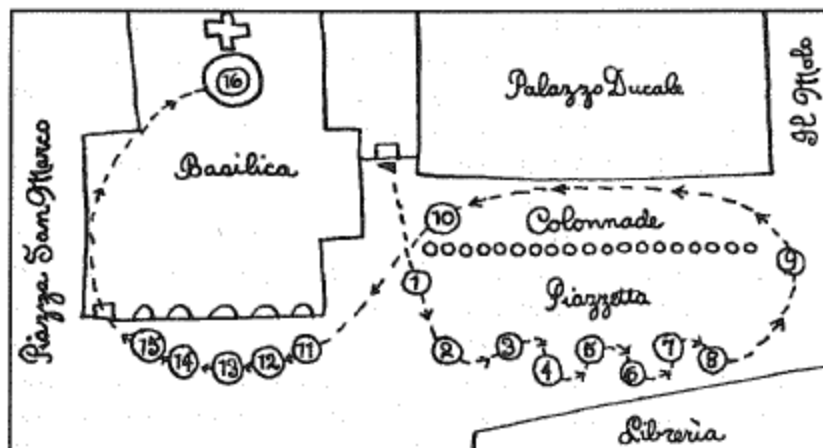 16
Palazzo Ducale
Il Molo
Basilica
Piazza San Marco
10
Colonnade
9
1
Piazzetta
15
14
13
12
11
2
3
4
5
6
7
8
Libreria